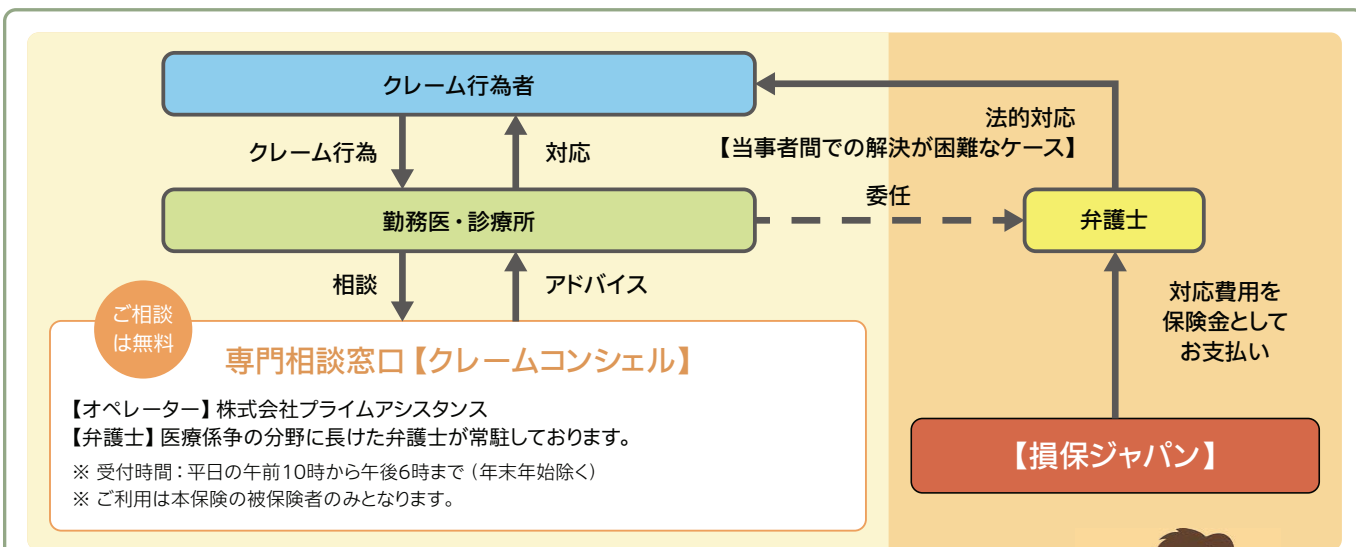 クレーム行為者
法的対応
【当事者間での解決が困難なケース】
クレーム行為
対応
委任
勤務医・診療所
弁護士
相談
アドバイス
対応費用を
保険金として
お支払い
ご相談
は無料
専門相談窓口【クレームコンシェル】
【オペレーター】株式会社プライムアシスタンス
【弁護士】医療係争の分野に長けた弁護士が常駐しております。
※ 受付時間：平日の午前10時から午後6時まで（年末年始除く）
※ ご利用は本保険の被保険者のみとなります。
【損保ジャパン】